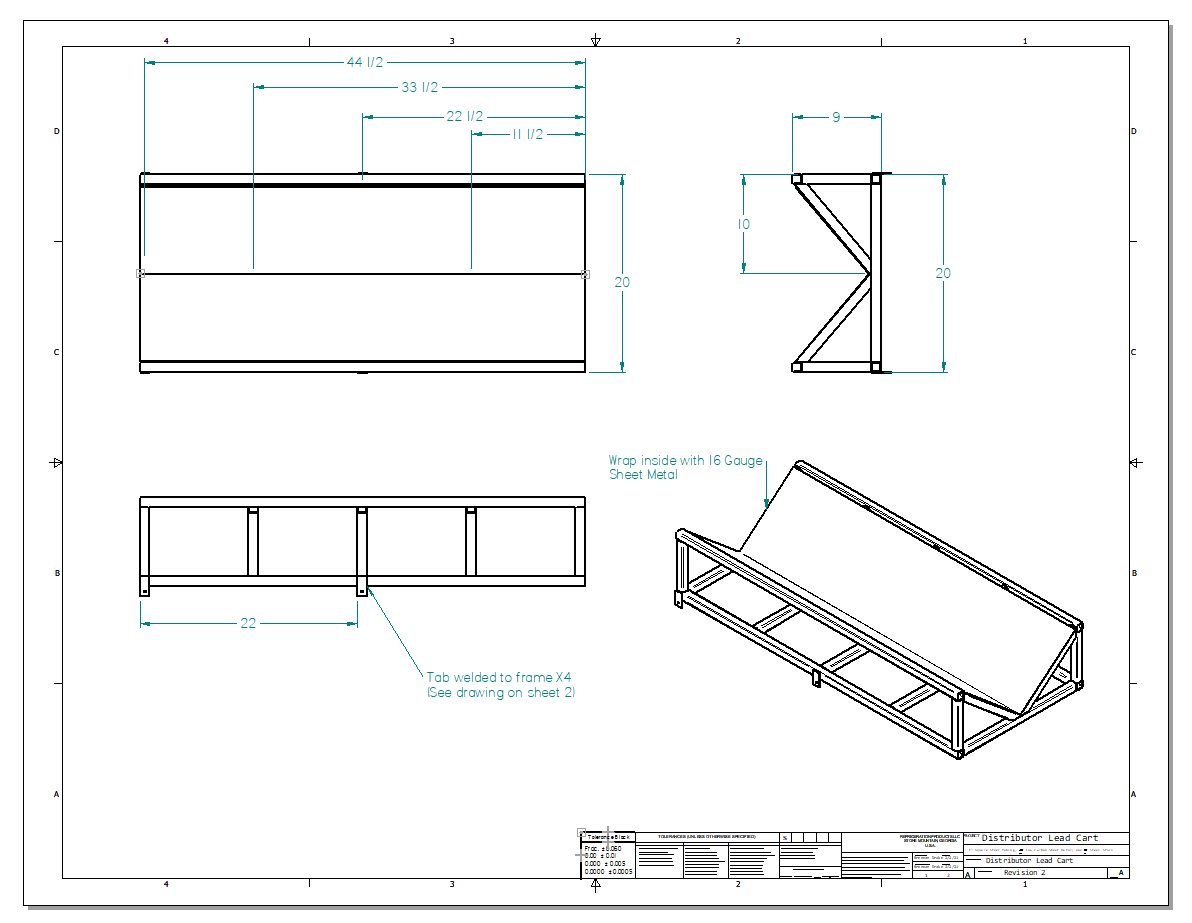 4 3 2 1
44 1/2
33 1/2
22 1/2
11 1/2
9
D D
10
20
20
C C
Wrap inside with 16 Gauge
Sheet Metal
B B
22
Tab welded to frame X4
(See drawing on sheet 2)
A A
Tolerance Block
Frac. ±0.060
0.00 ± 0.01
0.000 ± 0.005
0.0000 ±0.0005
TOLERANCES (UNLESS OTHERWISE SPECIFIED)
S
REFRIGERATION PRODUCTS LLC
STONE MOUNTAIN, GEORGIA
U.S.A.
PROJECT
Distributor Lead Cart
Distributor Lead Cart
A
Revision 2
A
4 3 2 1